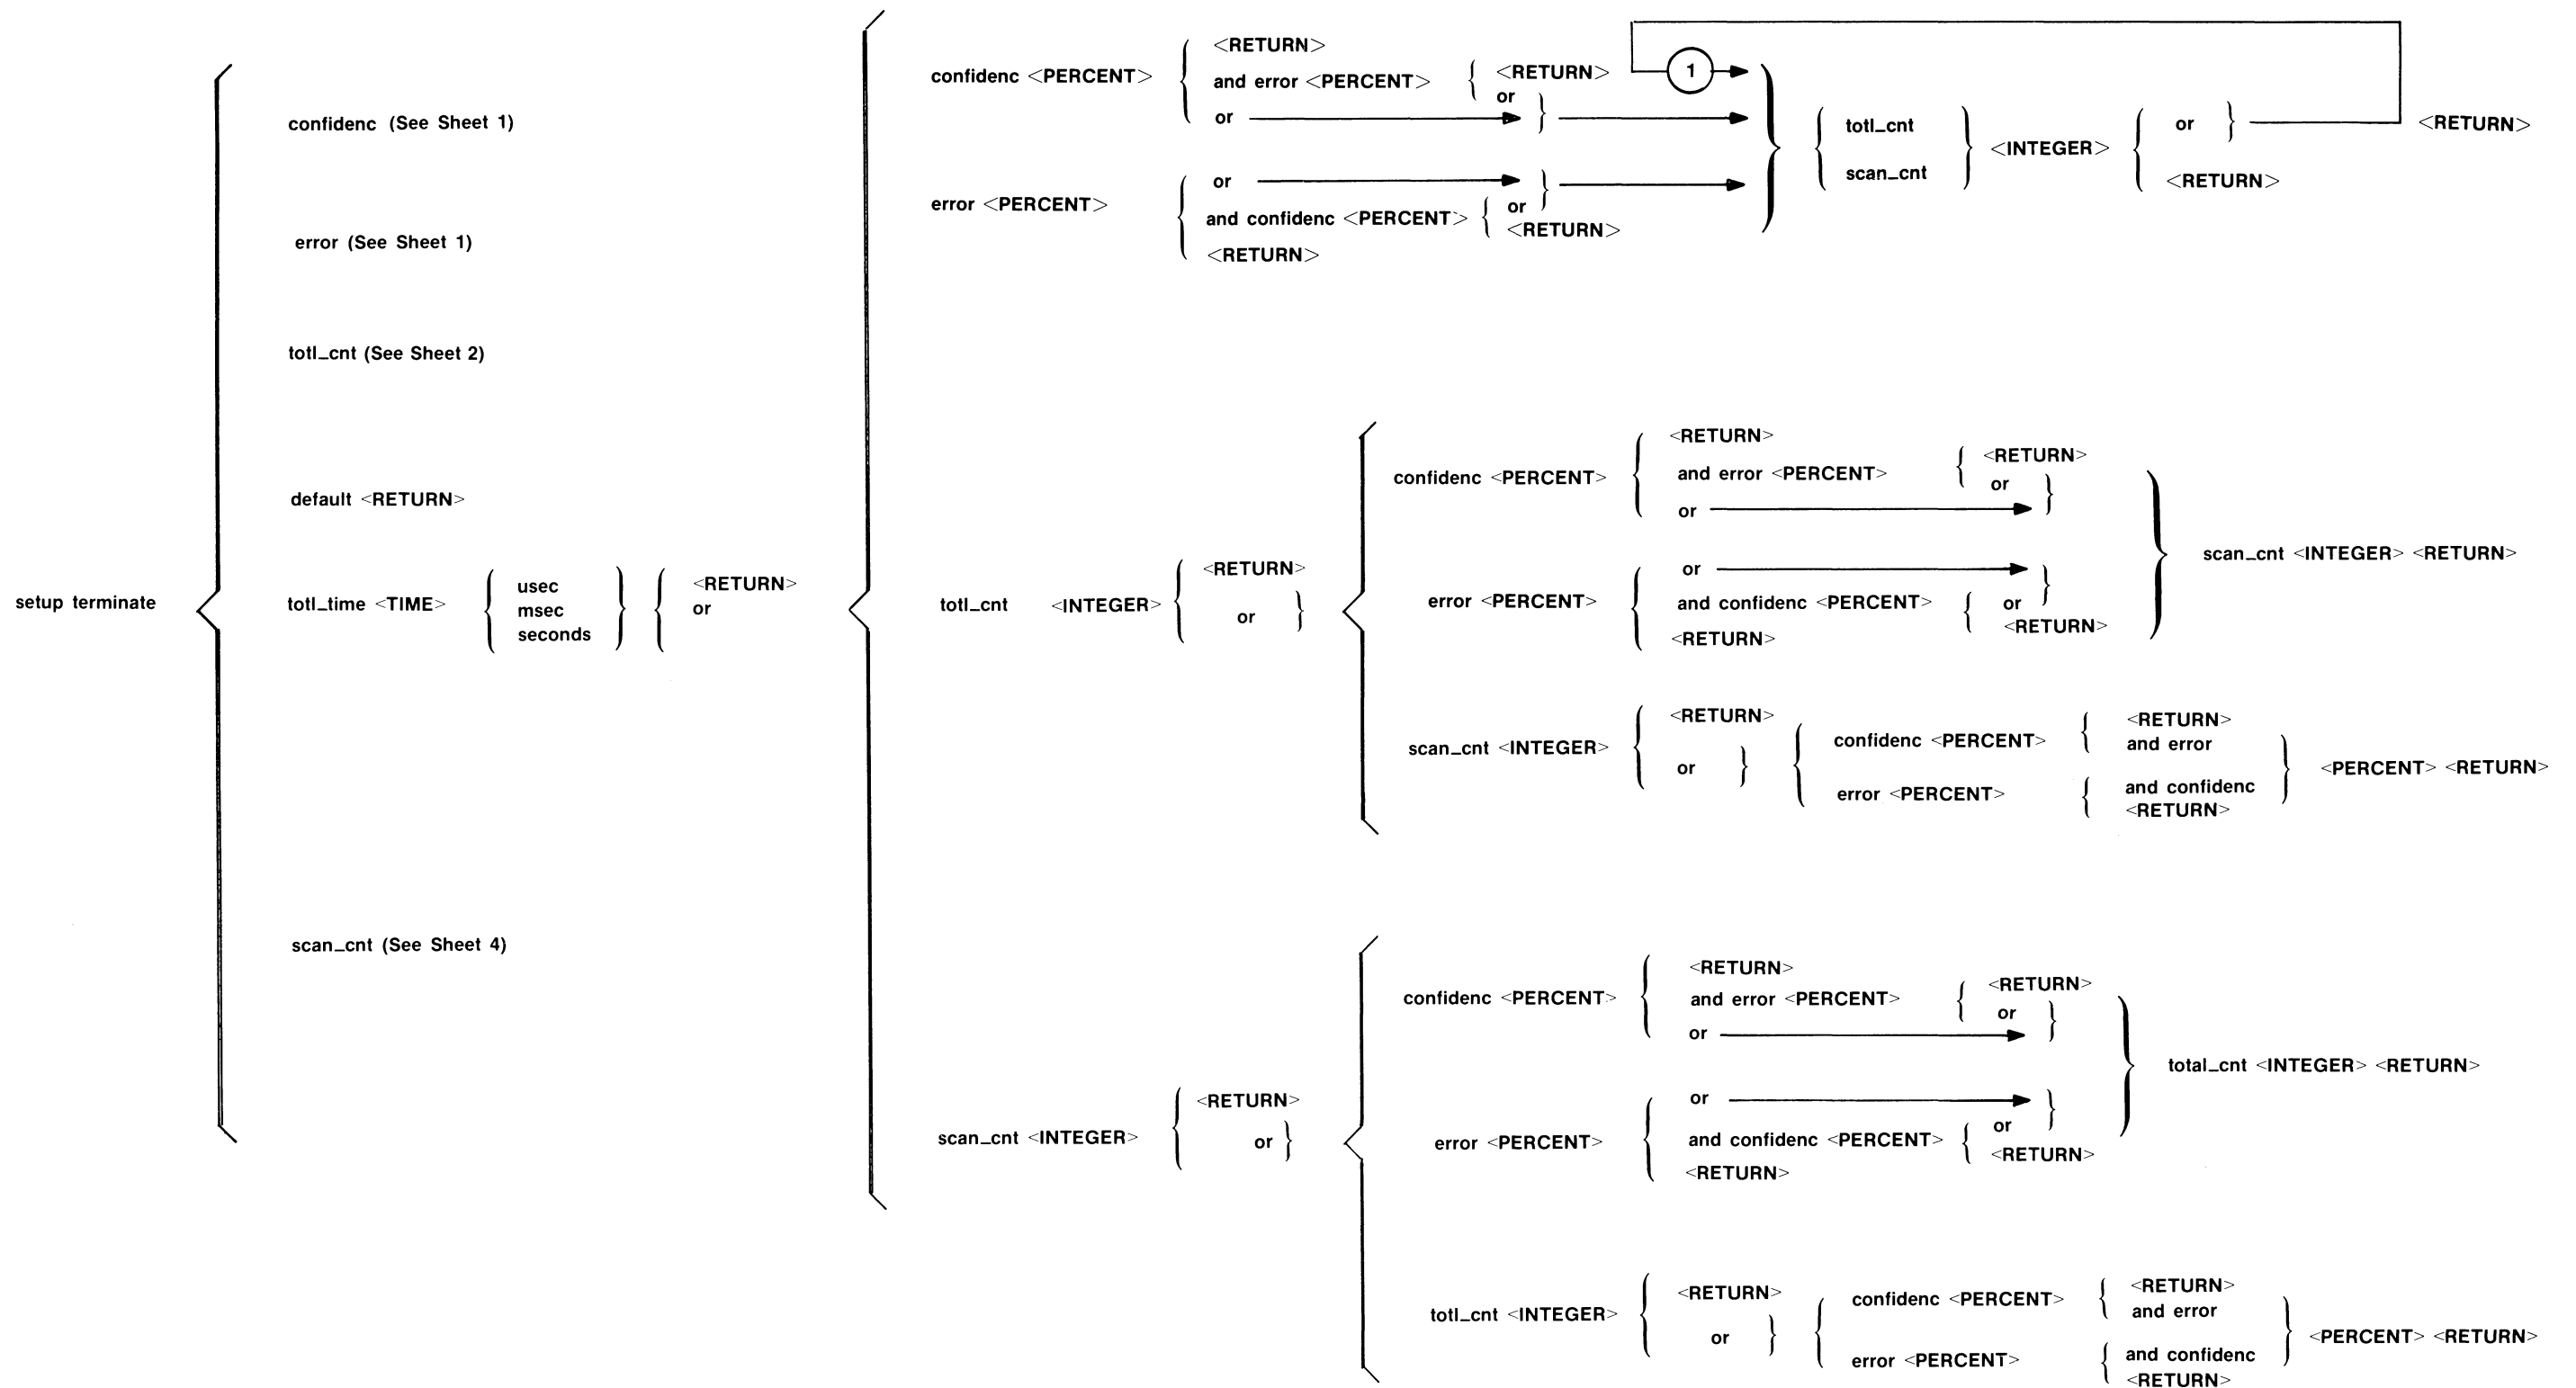 setup terminate
confidenc (See Sheet 1)
error (See Sheet 1)
totl_cnt (See Sheet 2)
default <RETURN>
totl_time <TIME>
usec
msec
seconds
<RETURN>
or
scan_cnt (See Sheet 4)
confidenc <PERCENT>
<RETURN>
and error <PERCENT>
<RETURN>
or
or
error <PERCENT>
or
and confidenc <PERCENT>
or
<RETURN>
<RETURN>
1
totl_cnt
scan_cnt
<INTEGER>
or
<RETURN>
<RETURN>
totl_cnt <INTEGER>
<RETURN>
or
confidenc <PERCENT>
<RETURN>
and error <PERCENT>
<RETURN>
or
or
error <PERCENT>
or
and confidenc <PERCENT>
or
<RETURN>
<RETURN>
scan_cnt <INTEGER> <RETURN>
scan_cnt <INTEGER>
<RETURN>
or
confidenc <PERCENT>
<RETURN>
and error
error <PERCENT>
and confidenc
<RETURN>
<PERCENT> <RETURN>
scan_cnt <INTEGER>
<RETURN>
or
confidenc <PERCENT>
<RETURN>
and error <PERCENT>
<RETURN>
or
or
error <PERCENT>
or
and confidenc <PERCENT>
or
<RETURN>
<RETURN>
total_cnt <INTEGER> <RETURN>
totl_cnt <INTEGER>
<RETURN>
or
confidenc <PERCENT>
<RETURN>
and error
error <PERCENT>
and confidenc
<RETURN>
<PERCENT> <RETURN>